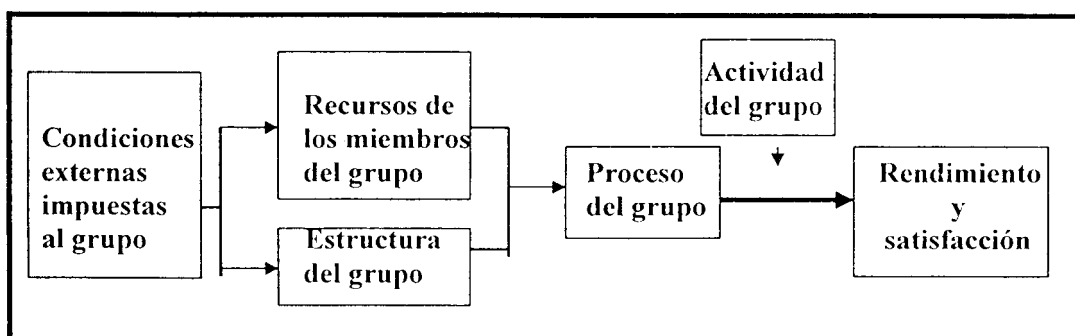 Condiciones
externas
impuestas
al grupo
Recursos de
los miembros
del grupo
Estructura
del grupo
Proceso
del grupo
Actividad
del grupo
Rendimiento
y
satisfacción